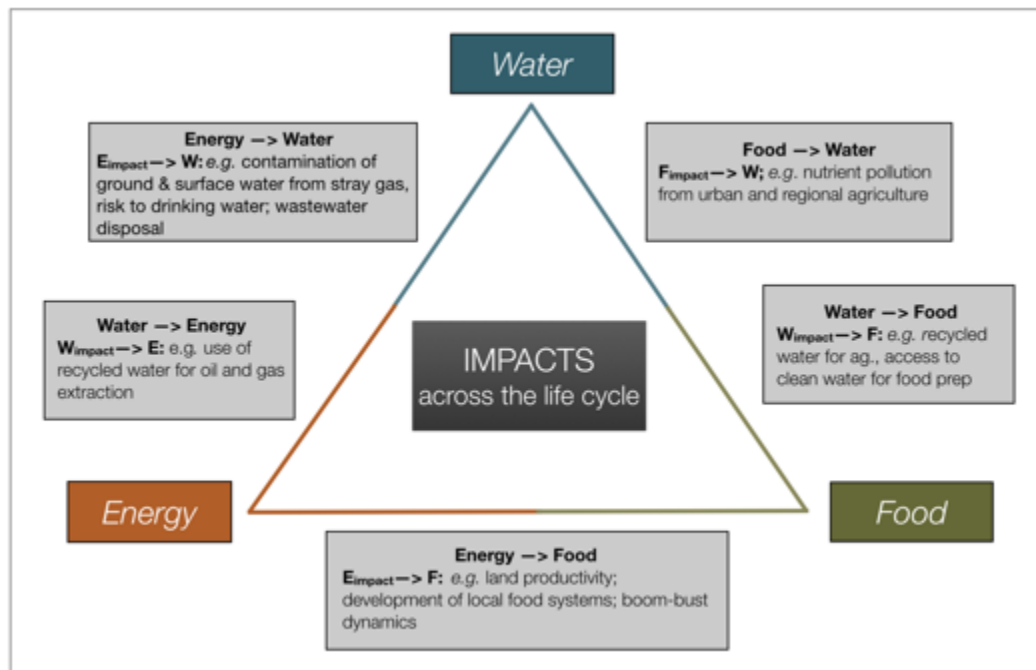 Water
Energy —> Water
Eimpact—> W: e.g. contamination of
ground & surface water from stray gas,
risk to drinking water; wastewater
disposal
Food —> Water
Fimpact—> W; e.g. nutrient pollution
from urban and regional agriculture
Water —> Energy
Wimpact—> E: e.g. use of
recycled water for oil and gas
extraction
IMPACTS
across the life cycle
Water —> Food
Wimpact—> F: e.g. recycled
water for ag., access to
clean water for food prep
Energy
Food
Energy —> Food
Eimpact—> F: e.g. land productivity;
development of local food systems; boom-bust
dynamics